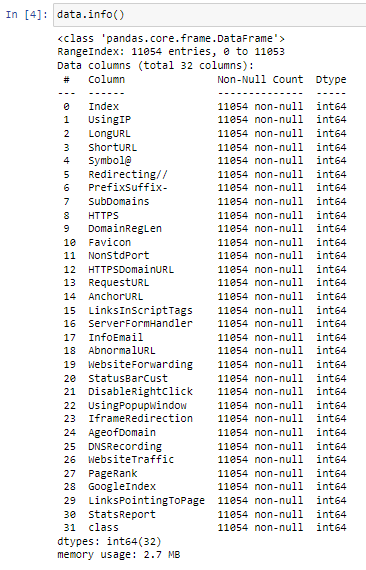 In [4]: data.info()
<class 'pandas.core.frame.DataFrame'>
RangeIndex: 11054 entries, 0 to 11053
Data columns (total 32 columns):
 #   Column               Non-Null Count  Dtype
---  ------               --------------  -----
 0   Index                11054 non-null  int64
 1   UsingIP              11054 non-null  int64
 2   LongURL              11054 non-null  int64
 3   ShortURL             11054 non-null  int64
 4   Symbol@              11054 non-null  int64
 5   Redirecting//        11054 non-null  int64
 6   PrefixSuffix-        11054 non-null  int64
 7   SubDomains           11054 non-null  int64
 8   HTTPS                11054 non-null  int64
 9   DomainRegLen         11054 non-null  int64
 10  Favicon              11054 non-null  int64
 11  NonStdPort           11054 non-null  int64
 12  HTTPSDomainURL       11054 non-null  int64
 13  RequestURL           11054 non-null  int64
 14  AnchorURL            11054 non-null  int64
 15  LinksInScriptTags    11054 non-null  int64
 16  ServerFormHandler    11054 non-null  int64
 17  InfoEmail            11054 non-null  int64
 18  AbnormalURL          11054 non-null  int64
 19  WebsiteForwarding    11054 non-null  int64
 20  StatusBarCust        11054 non-null  int64
 21  DisableRightClick    11054 non-null  int64
 22  UsingPopupWindow     11054 non-null  int64
 23  IframeRedirection    11054 non-null  int64
 24  AgeofDomain          11054 non-null  int64
 25  DNSRecording         11054 non-null  int64
 26  WebsiteTraffic       11054 non-null  int64
 27  PageRank             11054 non-null  int64
 28  GoogleIndex          11054 non-null  int64
 29  LinksPointingToPage  11054 non-null  int64
 30  StatsReport          11054 non-null  int64
 31  class                11054 non-null  int64
dtypes: int64(32)
memory usage: 2.7 MB